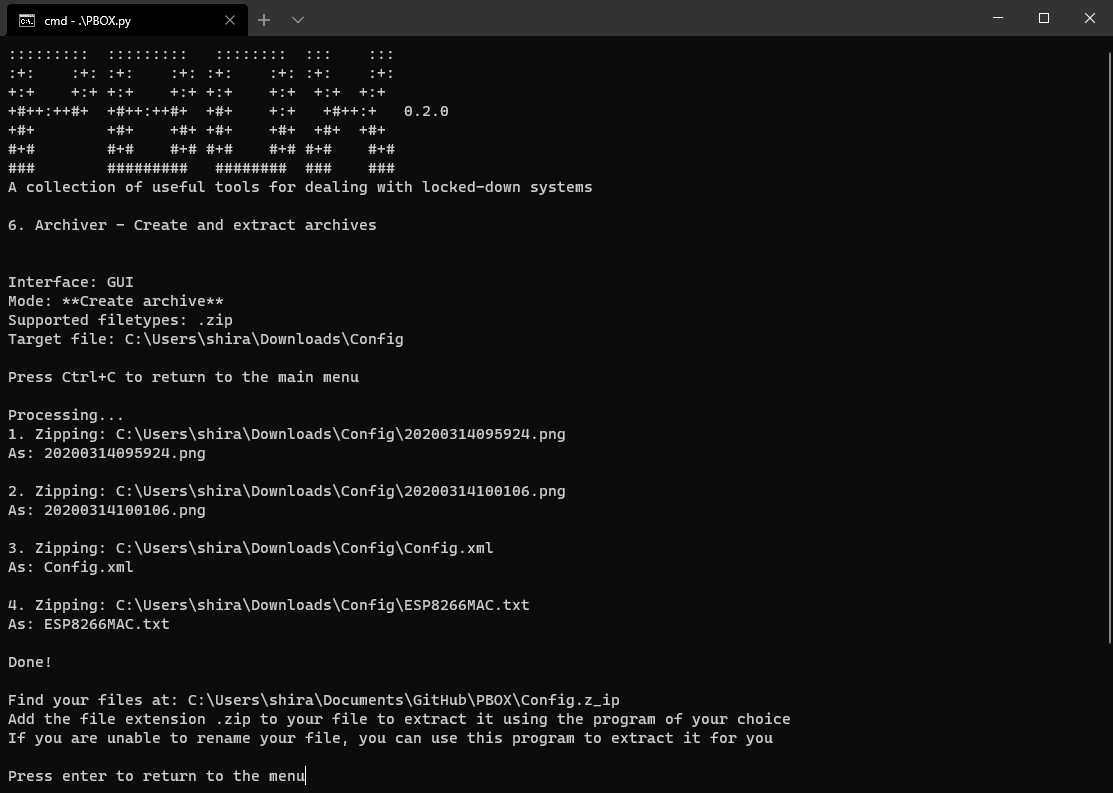 cmd - .\PBOX.py
:::::::::  :::::::::   ::::::::  :::    :::
:+:    :+: :+:    :+: :+:    :+: :+:    :+:
+:+    +:+ +:+    +:+ +:+    +:+  +:+  +:+
+#++:++#+  +#++:++#+  +#+    +:+   +#++:+   0.2.0
+#+        +#+    +#+ +#+    +#+  +#+  +#+
#+#        #+#    #+# #+#    #+# #+#    #+#
###        #########   ########  ###    ###
A collection of useful tools for dealing with locked-down systems
6. Archiver - Create and extract archives
Interface: GUI
Mode: **Create archive**
Supported filetypes: .zip
Target file: C:\Users\shira\Downloads\Config
Press Ctrl+C to return to the main menu
Processing...
1. Zipping: C:\Users\shira\Downloads\Config\20200314095924.png
As: 20200314095924.png
2. Zipping: C:\Users\shira\Downloads\Config\20200314100106.png
As: 20200314100106.png
3. Zipping: C:\Users\shira\Downloads\Config\Config.xml
As: Config.xml
4. Zipping: C:\Users\shira\Downloads\Config\ESP8266MAC.txt
As: ESP8266MAC.txt
Done!
Find your files at: C:\Users\shira\Documents\GitHub\PBOX\Config.z_ip
Add the file extension .zip to your file to extract it using the program of your choice
If you are unable to rename your file, you can use this program to extract it for you
Press enter to return to the menu